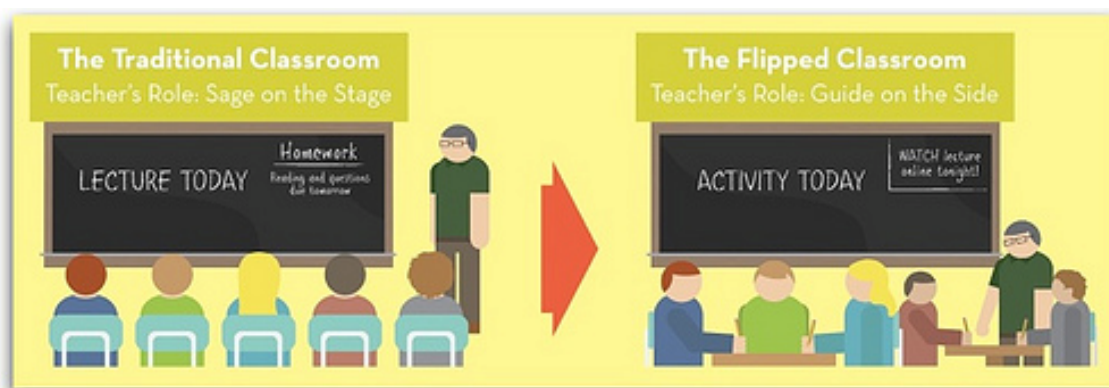 The Traditional Classroom
Teacher's Role: Sage on the Stage
LECTURE TODAY
Homework
Reading and questions
due tomorrow
The Flipped Classroom
Teacher's Role: Guide on the Side
ACTIVITY TODAY
WATCH lecture
online tonight!